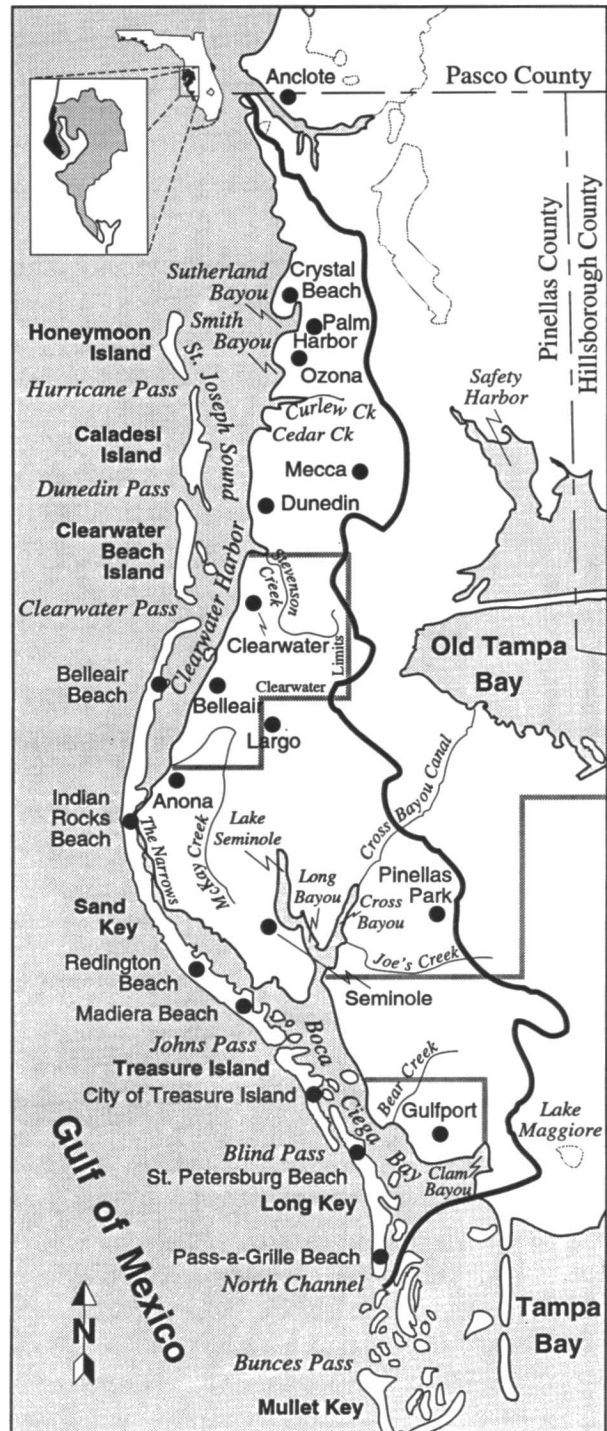 Anclote
Pasco County
Pinellas County
Hillsborough County
Sutherland
Bayou
Crystal
Beach
Smith
Bayou
Palm
Harbor
Honeymoon
Island
Ozona
St. Joseph Sound
Safety
Harbor
Hurricane Pass
Curlew Ck
Cedar Ck
Caladesi
Island
Mecca
Dunedin Pass
Dunedin
Clearwater
Beach
Island
Clearwater Harbor
Stevenson
Creek
Clearwater Pass
Clearwater
Limits
Old Tampa
Bay
Belleair
Beach
Clearwater
Belleair
Largo
Cross Bayou Canal
Anona
Indian
Rocks
Beach
The Narrows
McKay Creek
Lake
Seminole
Long
Bayou
Cross
Bayou
Pinellas
Park
Sand
Key
Joe's Creek
Redington
Beach
Seminole
Madiera Beach
Boca Ciega Bay
Johns Pass
Treasure Island
City of Treasure Island
Bear Creek
Gulfport
Lake
Maggiore
Blind Pass
St. Petersburg Beach
Clam
Bayou
Long Key
Gulf of Mexico
Pass-a-Grille Beach
North Channel
N
Tampa
Bay
Bunces Pass
Mullet Key